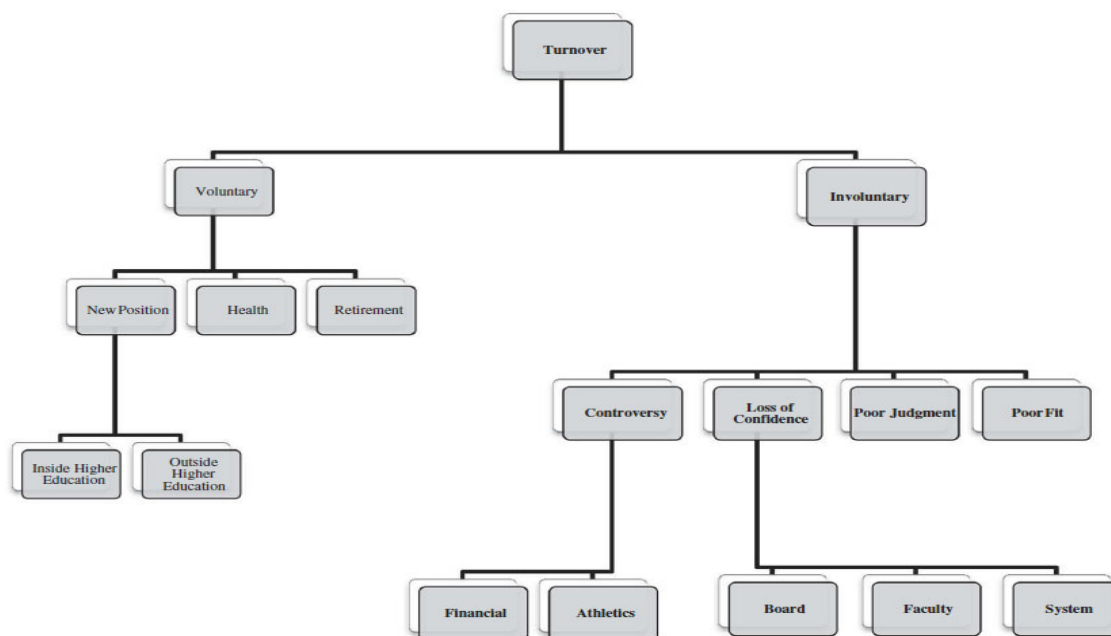 Turnover
Voluntary
Involuntary
New Position
Health
Retirement
Controversy
Loss of
Confidence
Poor Judgment
Poor Fit
Inside Higher
Education
Outside
Higher
Education
Financial
Athletics
Board
Faculty
System